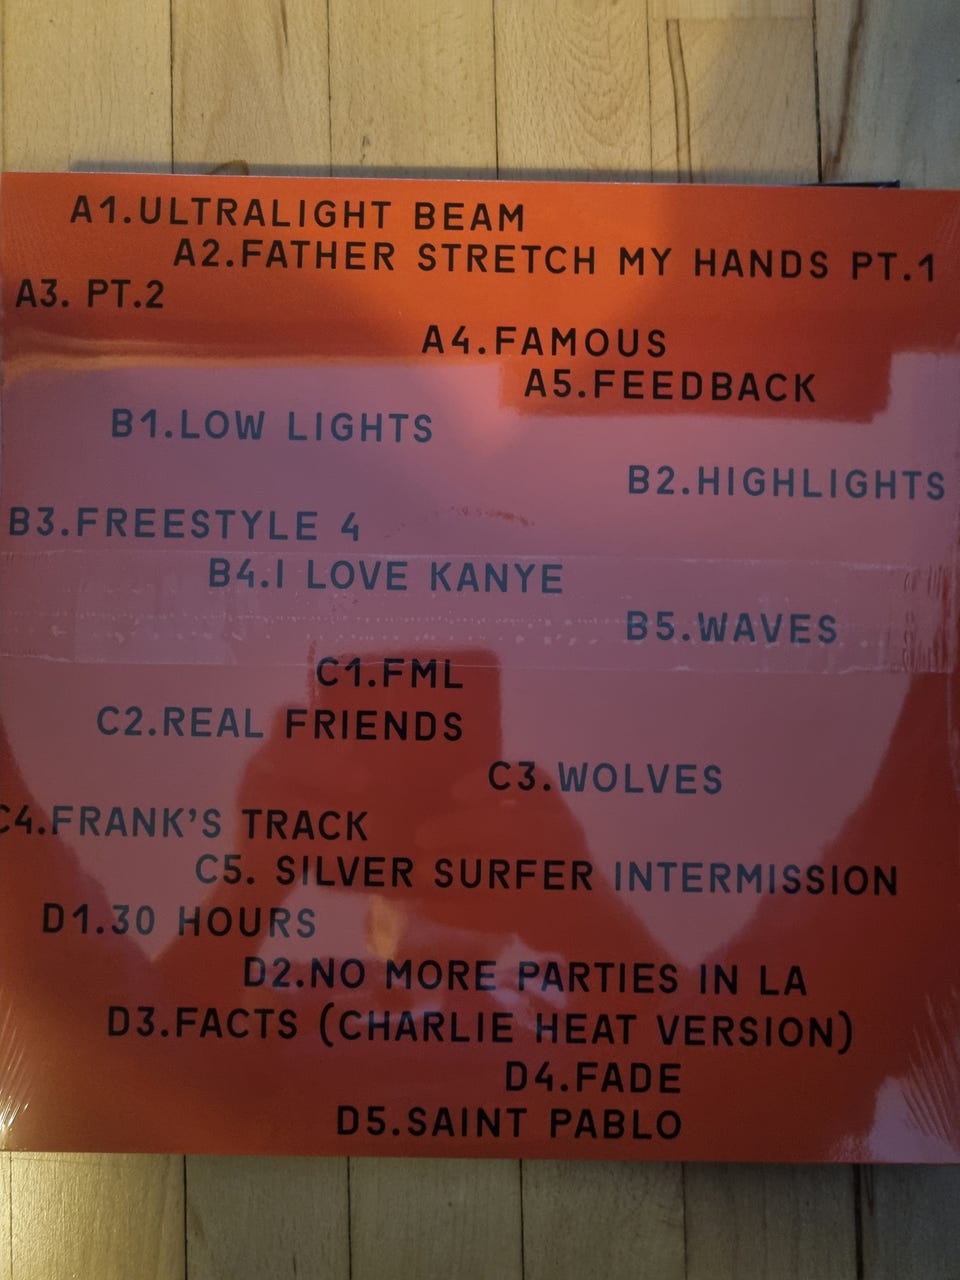 A1.ULTRALIGHT BEAM
A2.FATHER STRETCH MY HANDS PT.1
A3. PT.2
A4.FAMOUS
A5.FEEDBACK
B1.LOW LIGHTS
B2.HIGHLIGHTS
B3.FREESTYLE 4
B4.I LOVE KANYE
B5.WAVES
C1.FML
C2.REAL FRIENDS
C3.WOLVES
C4.FRANK'S TRACK
C5. SILVER SURFER INTERMISSION
D1.30 HOURS
D2.NO MORE PARTIES IN LA
D3.FACTS (CHARLIE HEAT VERSION)
D4.FADE
D5.SAINT PABLO